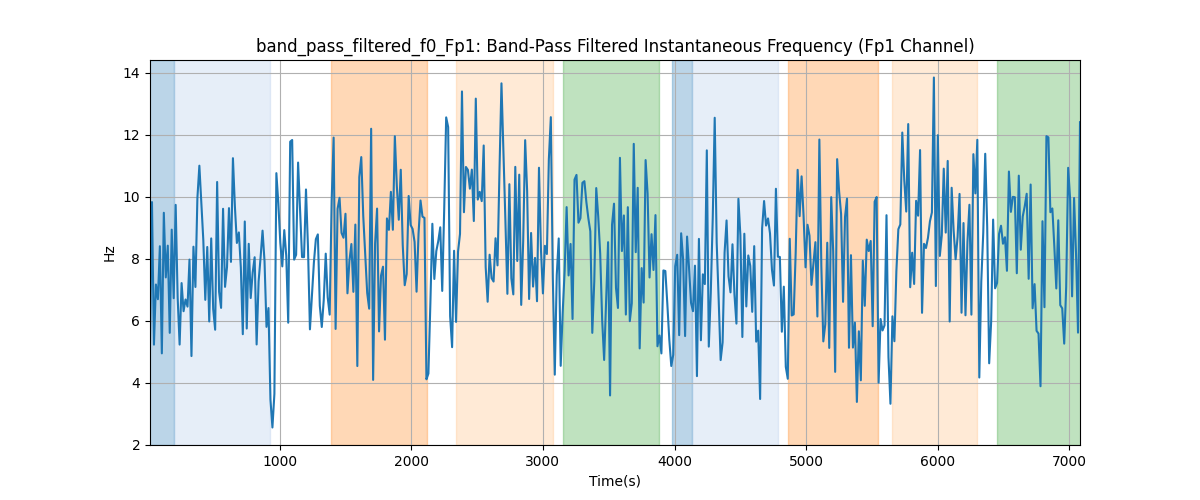 band_pass_filtered_f0_Fp1: Band-Pass Filtered Instantaneous Frequency (Fp1 Channel)
14
12
10
8
6
4
2
Hz
1000 2000 3000 4000 5000 6000 7000
Time(s)